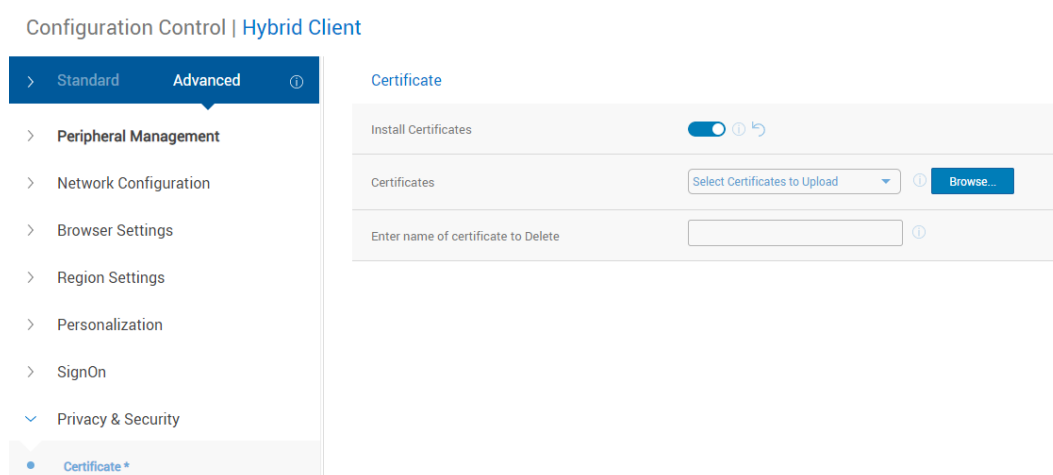 Configuration Control | Hybrid Client
Standard Advanced
Peripheral Management
Network Configuration
Browser Settings
Region Settings
Personalization
SignOn
Privacy & Security
Certificate *
Certificate
Install Certificates
Certificates Select Certificates to Upload Browse...
Enter name of certificate to Delete